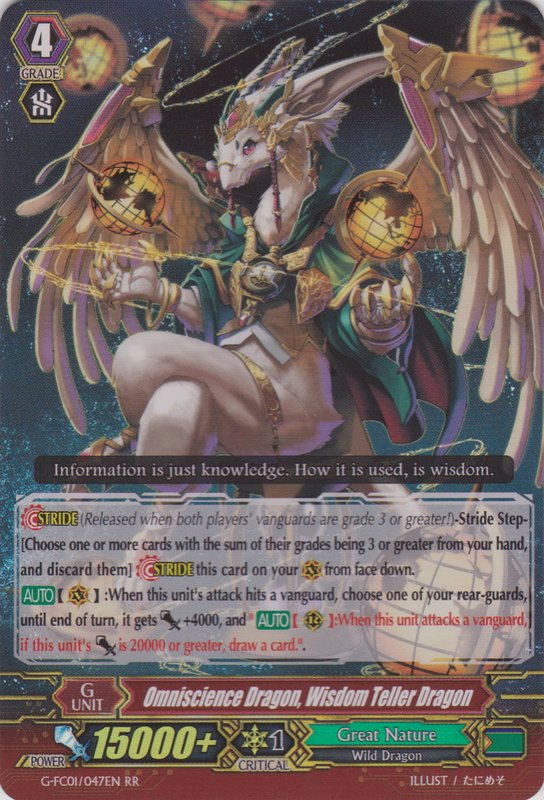 4
GRADE
Information is just knowledge. How it is used, is wisdom.
STRIDE (Released when both players' vanguards are grade 3 or greater!)-Stride Step-
[Choose one or more cards with the sum of their grades being 3 or greater from your hand,
and discard them] STRIDE this card on your from face down.
AUTO【 】:When this unit's attack hits a vanguard, choose one of your rear-guards,
until end of turn, it gets +4000, and" AUTO【 】:When this unit attacks a vanguard,
if this unit's is 20000 or greater, draw a card.".
G
UNIT
Omniscience Dragon, Wisdom Teller Dragon
POWER
15000+
1
CRITICAL
Great Nature
Wild Dragon
G-FC01/047EN RR
ILLUST / たにめそ